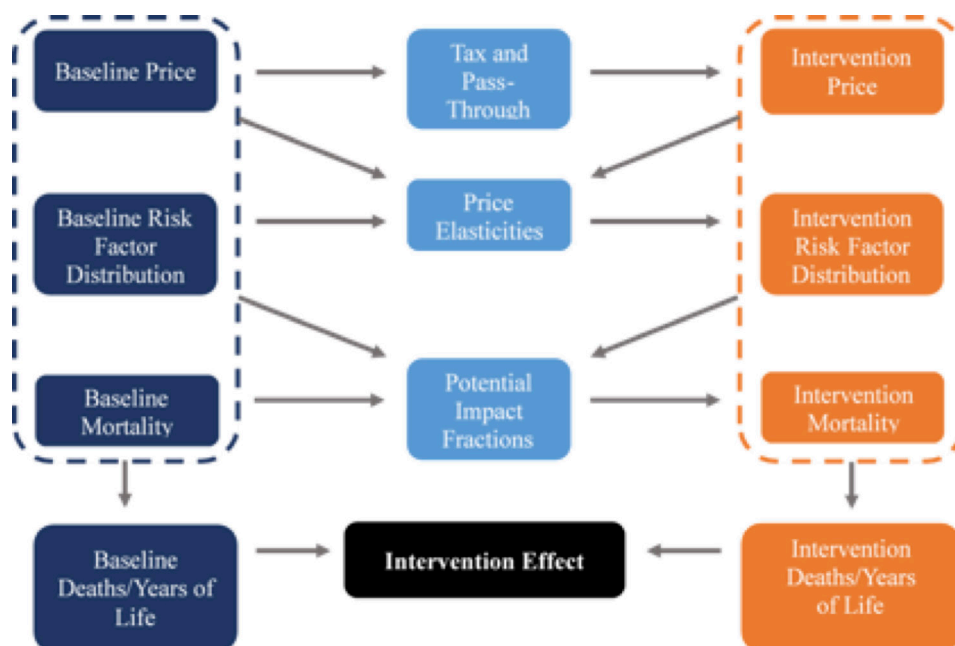 Baseline Price
Tax and
Pass-
Through
Intervention
Price
Baseline Risk
Factor
Distribution
Price
Elasticities
Intervention
Risk Factor
Distribution
Baseline
Mortality
Potential
Impact
Fractions
Intervention
Mortality
Baseline
Deaths/Years of
Life
Intervention Effect
Intervention
Deaths/Years
of Life